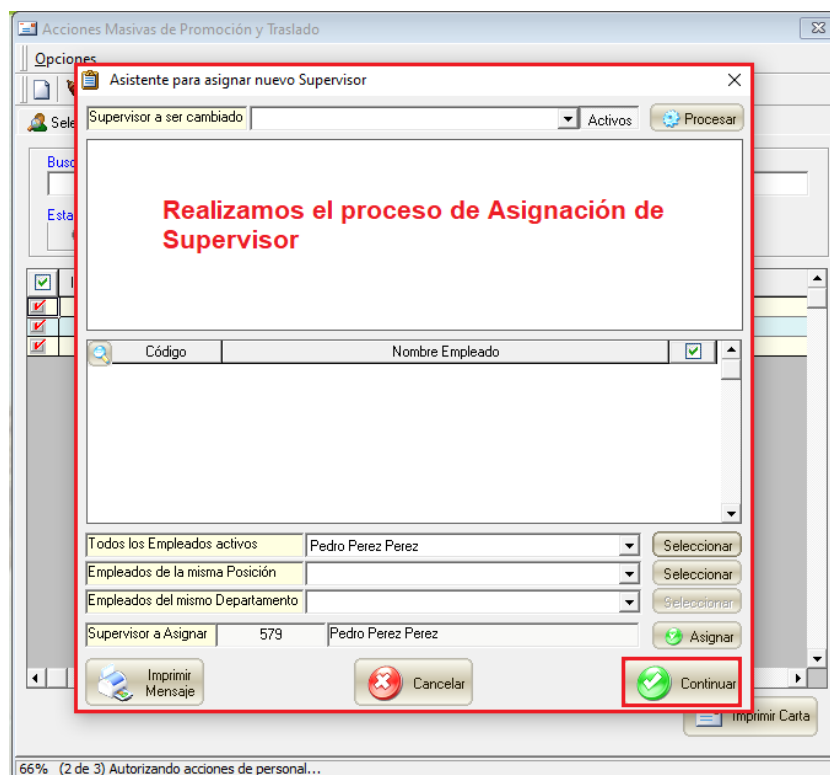 Acciones Masivas de Promoción y Traslado
Opciones
Asistente para asignar nuevo Supervisor
Supervisor a ser cambiado
Activos
Procesar
Realizamos el proceso de Asignación de
Supervisor
Código
Nombre Empleado
Todos los Empleados activos
Pedro Perez Perez
Seleccionar
Empleados de la misma Posición
Seleccionar
Empleados del mismo Departamento
Seleccionar
Supervisor a Asignar
579
Pedro Perez Perez
Asignar
Imprimir
Mensaje
Cancelar
Continuar
Imprimir Carta
66% (2 de 3) Autorizando acciones de personal...